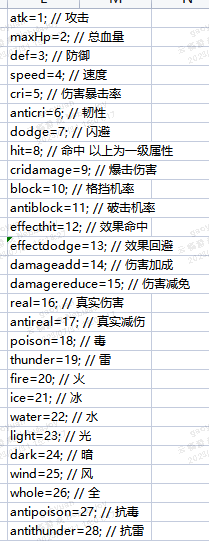 L
M
N
atk=1; // 攻击
maxHp=2; // 总血量
def=3; // 防御
speed=4; // 速度
cri=5; // 伤害暴击率
anticri=6; // 韧性
dodge=7; // 闪避
hit=8; // 命中 以上为一级属性
cridamage=9; // 爆击伤害
block=10; // 格挡机率
antiblock=11; // 破击机率
effecthit=12; // 效果命中
effectdodge=13; // 效果回避
damageadd=14; // 伤害加成
damagereduce=15; // 伤害减免
real=16; // 真实伤害
antireal=17; // 真实减伤
poison=18; // 毒
thunder=19; // 雷
fire=20; // 火
ice=21; // 冰
water=22; // 水
light=23; // 光
dark=24; // 暗
wind=25; // 风
whole=26; // 全
antipoison=27; // 抗毒
antithunder=28; // 抗雷